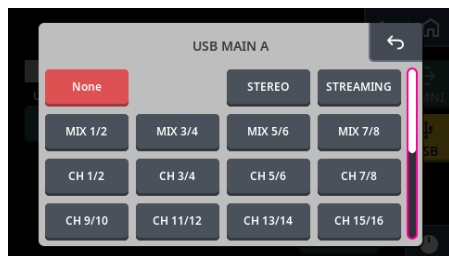 USB MAIN A
None STEREO STREAMING
MIX 1/2 MIX 3/4 MIX 5/6 MIX 7/8
CH 1/2 CH 3/4 CH 5/6 CH 7/8
CH 9/10 CH 11/12 CH 13/14 CH 15/16